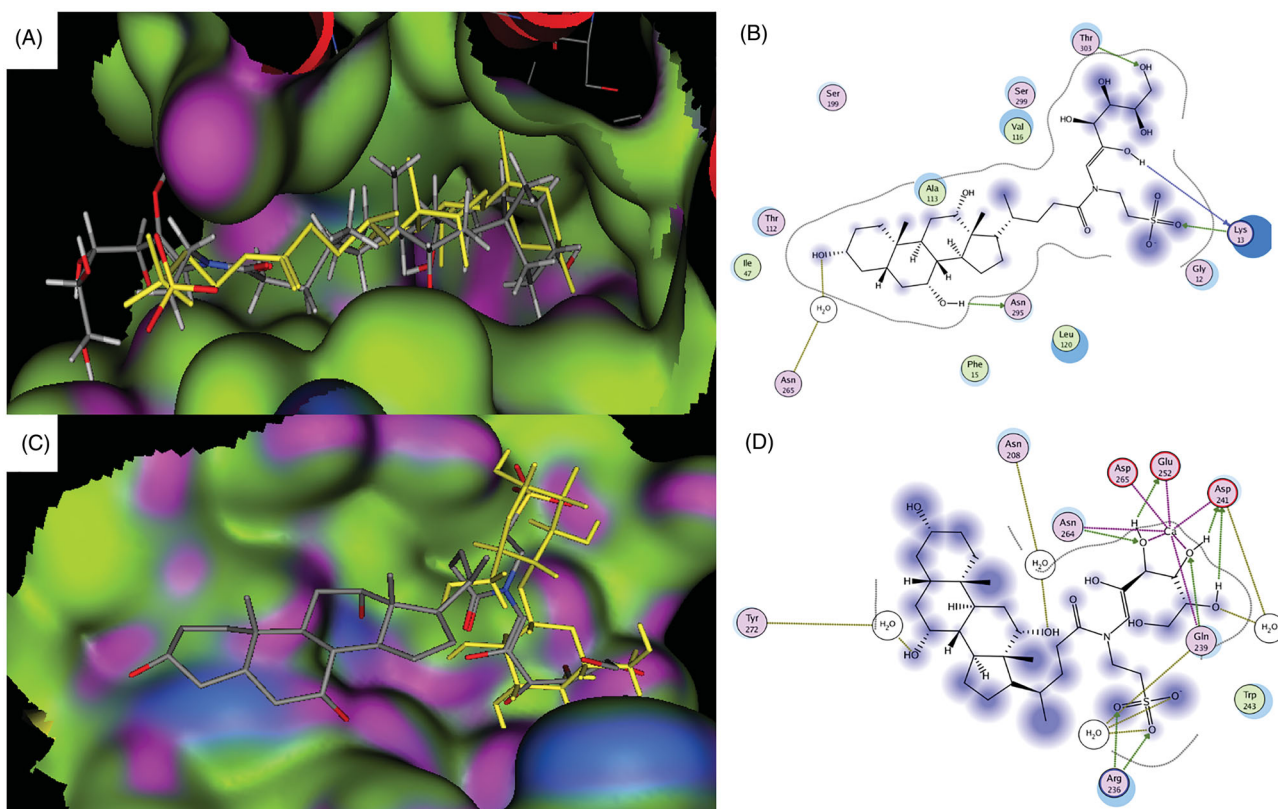 (A)
(B)
Thr
303
OH
OH
Ser
199
Ser
299
Val
116
HO
OH
O
H
Ala
113
OH
N
Thr
112
O
S
O
O
O-
Lys
13
HO
H
H
H
H
Gly
12
Ile
47
O
H
H2O
Asn
295
Leu
120
Phe
15
Asn
265
(C)
(D)
Asn
208
Asp
265
Glu
252
Asp
241
HO
Asn
264
H
Ca
H
O
O
H2O
H
H
HO
H
O
OH
Tyr
272
H2O
HI
OH
HO
H2O
HO
H
H
N
Gln
239
Trp
243
O
S
O-
O
H2O
Arg
236